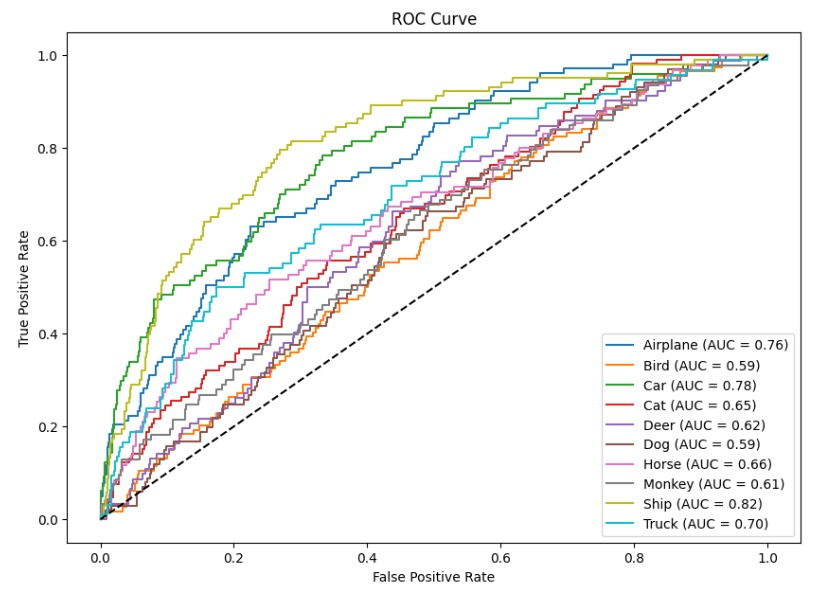 ROC Curve
True Positive Rate
1.0
0.8
0.6
0.4
0.2
0.0
Airplane (AUC = 0.76)
Bird (AUC = 0.59)
Car (AUC = 0.78)
Cat (AUC = 0.65)
Deer (AUC = 0.62)
Dog (AUC = 0.59)
Horse (AUC = 0.66)
Monkey (AUC = 0.61)
Ship (AUC = 0.82)
Truck (AUC = 0.70)
0.0 0.2 0.4 0.6 0.8 1.0
False Positive Rate